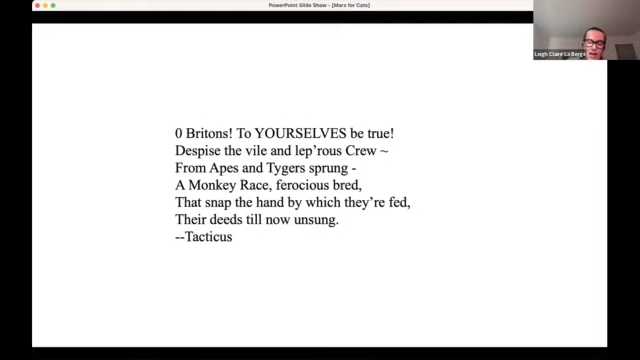 PowerPoint Slide Show - [Marx for Cats]
Leigh Claire La Berge
0 Britons! To YOURSELVES be true!
Despise the vile and lep'rous Crew ~
From Apes and Tygers sprung -
A Monkey Race, ferocious bred,
That snap the hand by which they're fed,
Their deeds till now unsung.
--Tacticus